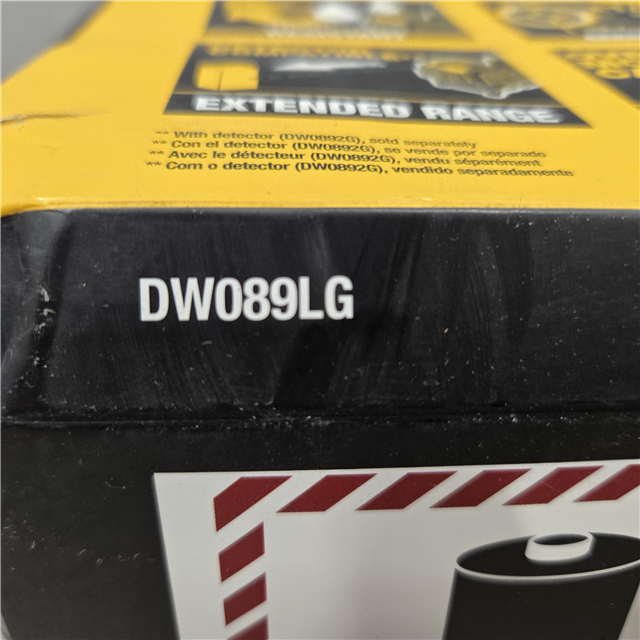 EXTENDED RANGE
** With detector (DW0892G), sold separately
** Con el detector (DW0892G), se vende por separado
** Avec le détecteur (DW0892G), vendu séparément.
** Com o detector (DW0892G), vendido separadamente
DW089LG